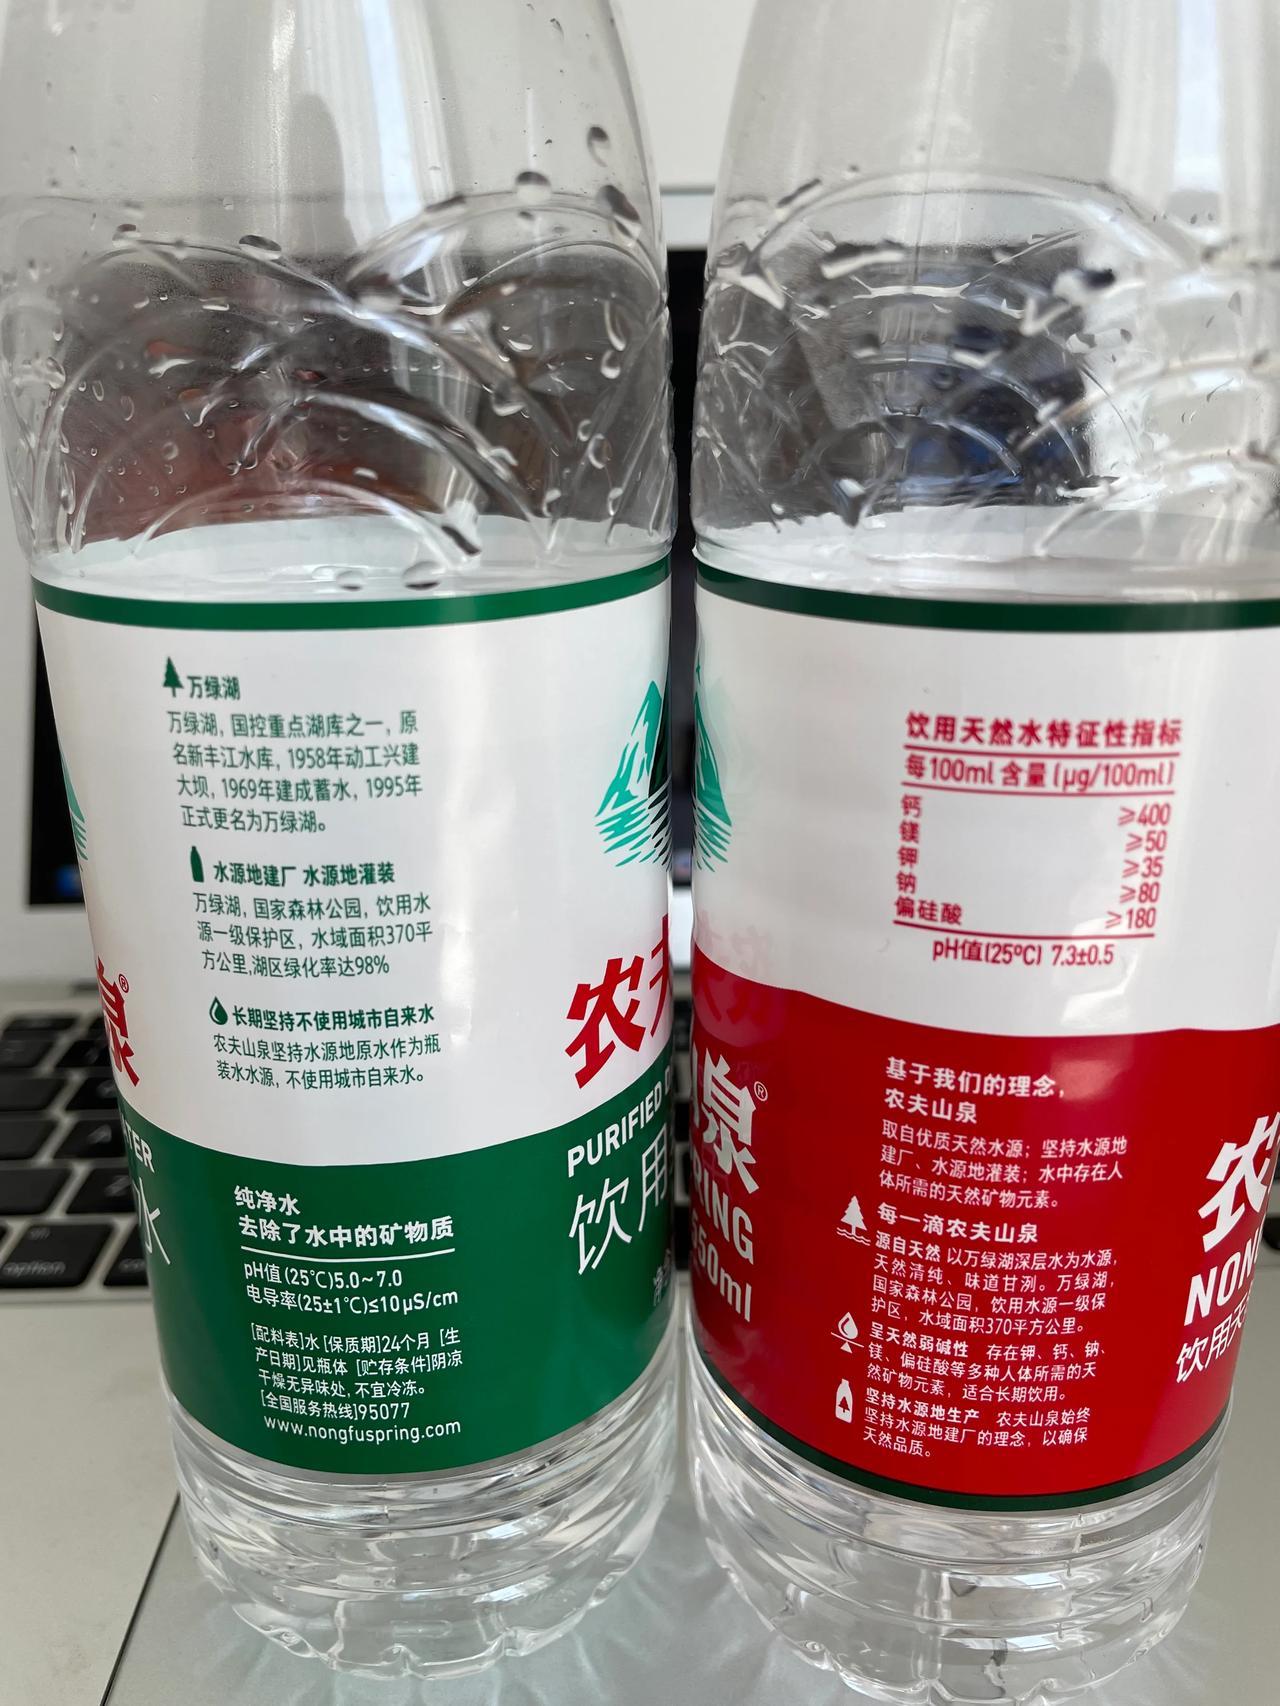 万绿湖
万绿湖，国控重点湖库之一，原
名新丰江水库，1958年动工兴建
大坝，1969年建成蓄水，1995年
正式更名为万绿湖。
水源地建厂 水源地灌装
万绿湖，国家森林公园，饮用水
源一级保护区，水域面积370平
方公里,湖区绿化率达98%
长期坚持不使用城市自来水
农夫山泉坚持水源地原水作为瓶
装水水源，不使用城市自来水。
纯净水
去除了水中的矿物质
pH值(25℃)5.0~7.0
电导率(25±1℃)≤10μS/cm
[配料表]水 [保质期]24个月 [生
产日期]见瓶体 [贮存条件]阴凉
干燥无异味处,不宜冷冻。
[全国服务热线]95077
www.nongfuspring.com
泉®
TER
水
农夫
PURIFIED D
饮用
泉®
RING
550ml
饮用天然水特征性指标
每100ml 含量(μg/100ml)
钙 ≥400
镁 ≥50
钾 ≥35
钠 ≥80
偏硅酸 ≥180
pH值(25ºC) 7.3±0.5
基于我们的理念，
农夫山泉
取自优质天然水源；坚持水源地
建厂、水源地灌装；水中存在人
体所需的天然矿物元素。
每一滴农夫山泉
源自天然 以万绿湖深层水为水源，
天然清纯、味道甘洌。万绿湖，
国家森林公园，饮用水源一级保
护区，水域面积370平方公里。
呈天然弱碱性 存在钾、钙、钠、
镁、偏硅酸等多种人体所需的天
然矿物元素，适合长期饮用。
坚持水源地生产 农夫山泉始终
坚持水源地建厂的理念，以确保
天然品质。
农
NON
饮用天
option